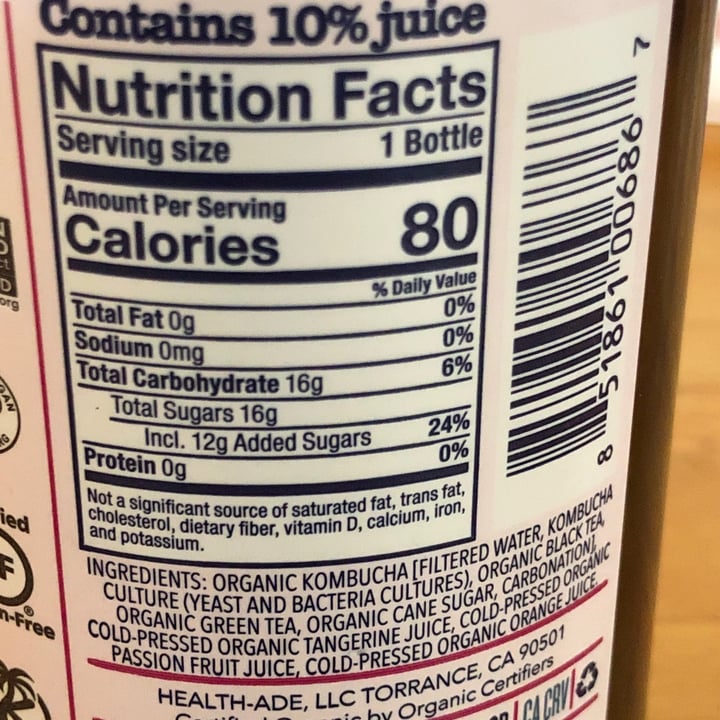 Contains 10% juice
Nutrition Facts
Serving size 1 Bottle
Amount Per Serving
Calories 80
% Daily Value
Total Fat 0g 0%
Sodium 0mg 0%
Total Carbohydrate 16g 6%
Total Sugars 16g
Incl. 12g Added Sugars 24%
Protein 0g 0%
Not a significant source of saturated fat, trans fat,
cholesterol, dietary fiber, vitamin D, calcium, iron,
and potassium.
INGREDIENTS: ORGANIC KOMBUCHA [FILTERED WATER, KOMBUCHA
CULTURE (YEAST AND BACTERIA CULTURES), ORGANIC BLACK TEA,
ORGANIC GREEN TEA, ORGANIC CANE SUGAR, CARBONATION],
COLD-PRESSED ORGANIC TANGERINE JUICE, COLD-PRESSED ORGANIC
PASSION FRUIT JUICE, COLD-PRESSED ORGANIC ORANGE JUICE.
HEALTH-ADE, LLC TORRANCE, CA 90501
Certified Organic by Organic Certifiers
CA CRV
8 51861 00686 7